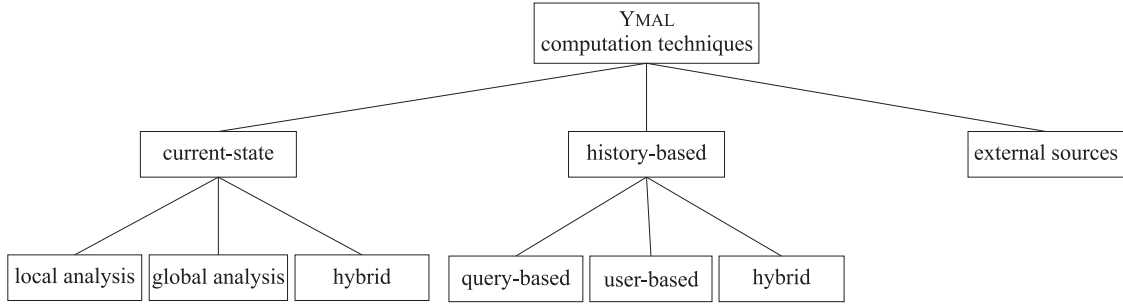 YMAL
computation techniques
current-state
history-based
external sources
local analysis
global analysis
hybrid
query-based
user-based
hybrid